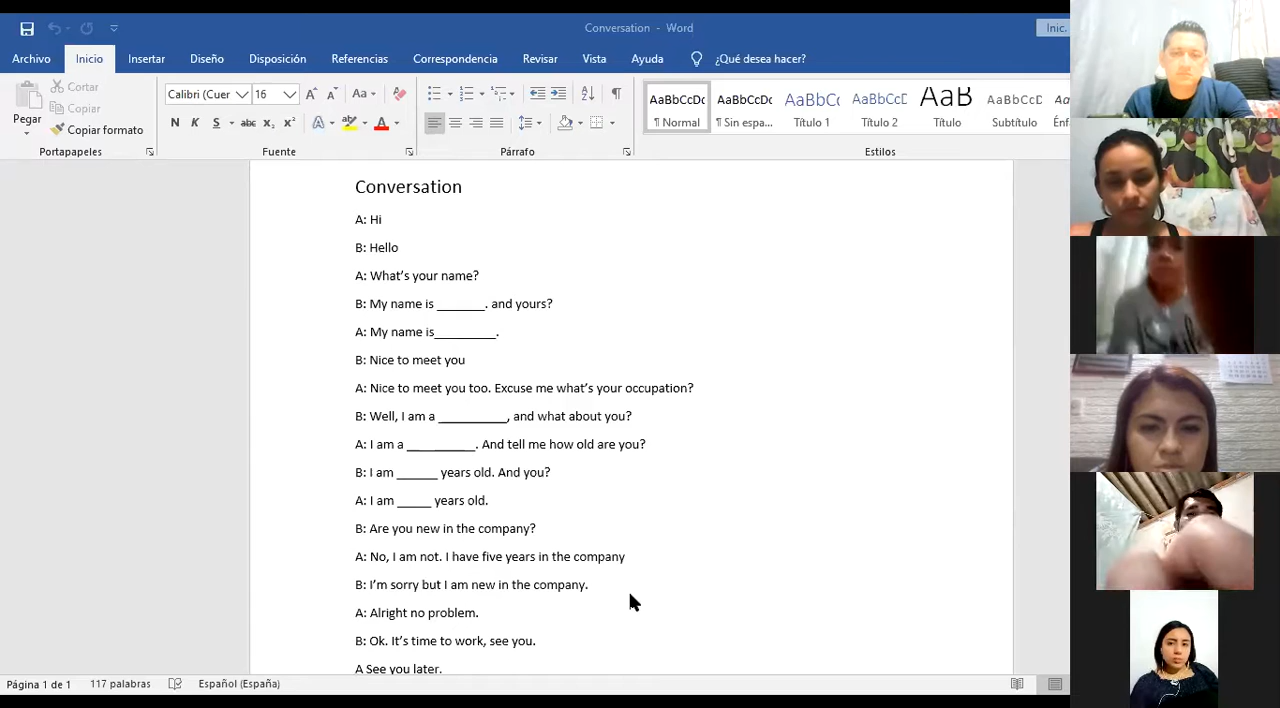 Conversation - Word
Inic.
Archivo Inicio Insertar Diseño Disposición Referencias Correspondencia Revisar Vista Ayuda ¿Qué desea hacer?
Pegar
Cortar
Copiar
Copiar formato
Portapapeles
Calibri (Cuer 16 A A Aa
N K S abc x₂ x² A A
Fuente
Párrafo
AaBbCcDc AaBbCcDc AaBbCc AaBbCcD AaB AaBbCcD
¶ Normal ¶ Sin espa... Título 1 Título 2 Título Subtítulo
Estilos
Conversation
A: Hi
B: Hello
A: What's your name?
B: My name is _______. and yours?
A: My name is_________.
B: Nice to meet you
A: Nice to meet you too. Excuse me what's your occupation?
B: Well, I am a __________, and what about you?
A: I am a __________. And tell me how old are you?
B: I am ______ years old. And you?
A: I am _____ years old.
B: Are you new in the company?
A: No, I am not. I have five years in the company
B: I'm sorry but I am new in the company.
A: Alright no problem.
B: Ok. It's time to work, see you.
A See you later.
Página 1 de 1 117 palabras Español (España)